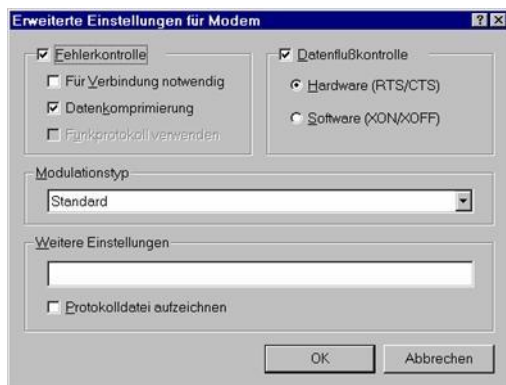 Erweiterte Einstellungen für Modem
Fehlerkontrolle
Für Verbindung notwendig
Datenkomprimierung
Funkprotokoll verwenden
Datenflußkontrolle
Hardware (RTS/CTS)
Software (XON/XOFF)
Modulationstyp
Standard
Weitere Einstellungen
Protokolldatei aufzeichnen
OK
Abbrechen